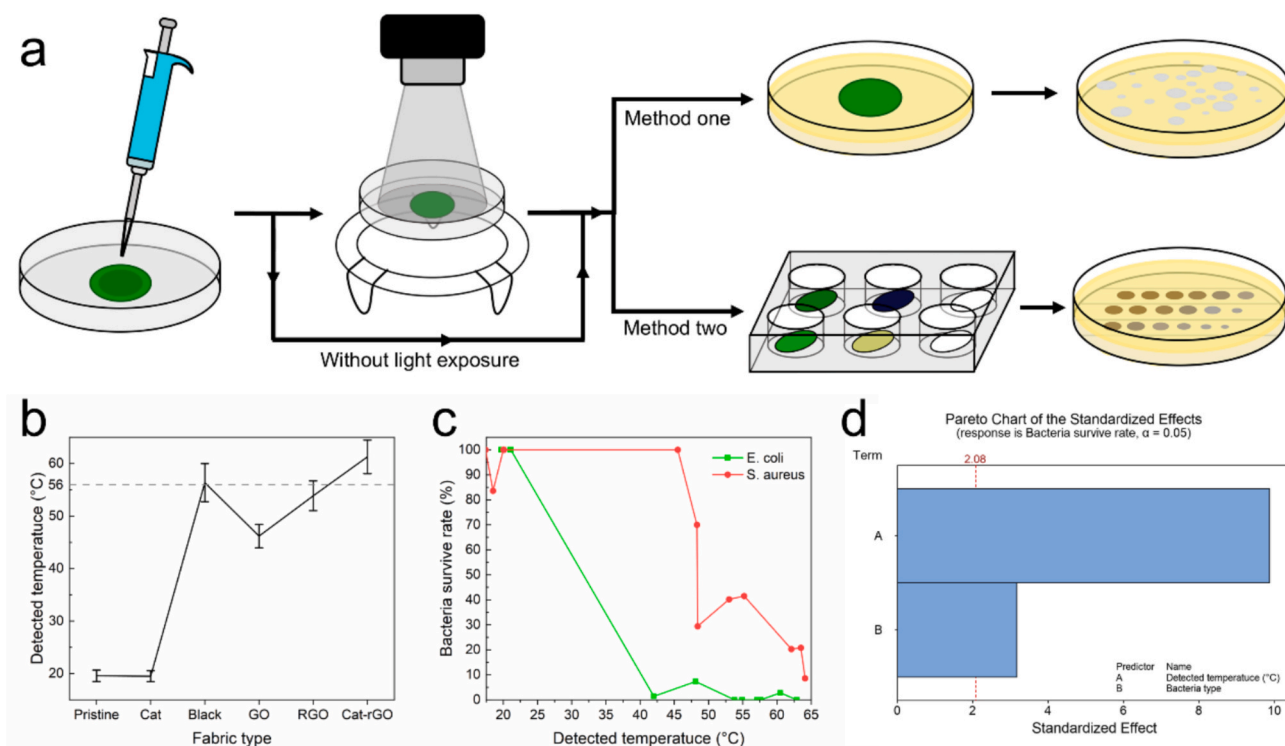 a
Method one
Method two
Without light exposure
b
Detected temperatuce (°C)
60
56
50
40
30
20
Pristine
Cat
Black
GO
RGO
Cat-rGO
Fabric type
c
Bacteria survive rate (%)
100
90
80
70
60
50
40
30
20
10
0
E. coli
S. aureus
20
25
30
35
40
45
50
55
60
65
Detected temperatuce (°C)
d
Pareto Chart of the Standardized Effects
(response is Bacteria survive rate, α = 0.05)
Term
2.08
A
B
Predictor Name
A Detected temperatuce (°C)
B Bacteria type
0
2
4
6
8
10
Standardized Effect